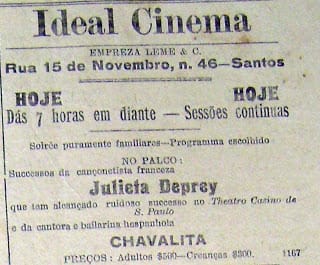 Ideal Cinema
EMPREZA LEME & C.
Rua 15 de Novembro, n. 46—Santos
HOJE HOJE
Dás 7 horas em diante — Sessões continuas
Soirée puramente familiares—Programma escolhido
NO PALCO:
Successos da cançonetista franceza
Julieta Deprey
que tem alcançado ruidoso successo no Theatro Casino de
S. Paulo
e da cantora e bailarina hespanhola
CHAVALITA
PREÇOS: Adultos $500—Creanças $300. 1167